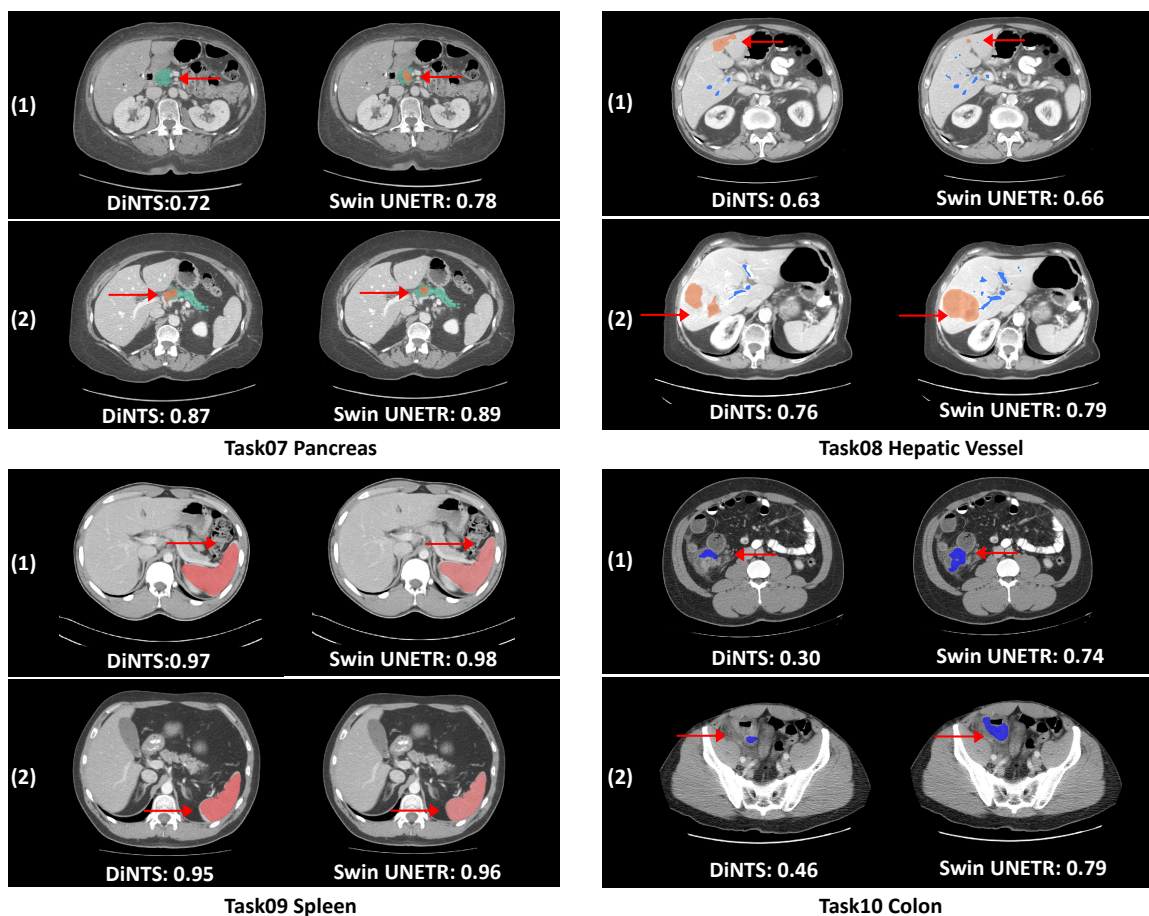 (1)
DiNTS:0.72
Swin UNETR: 0.78
(2)
DiNTS: 0.87
Swin UNETR: 0.89
Task07 Pancreas
(1)
DiNTS: 0.63
Swin UNETR: 0.66
(2)
DiNTS: 0.76
Swin UNETR: 0.79
Task08 Hepatic Vessel
(1)
DiNTS:0.97
Swin UNETR: 0.98
(2)
DiNTS: 0.95
Swin UNETR: 0.96
Task09 Spleen
(1)
DiNTS: 0.30
Swin UNETR: 0.74
(2)
DiNTS: 0.46
Swin UNETR: 0.79
Task10 Colon